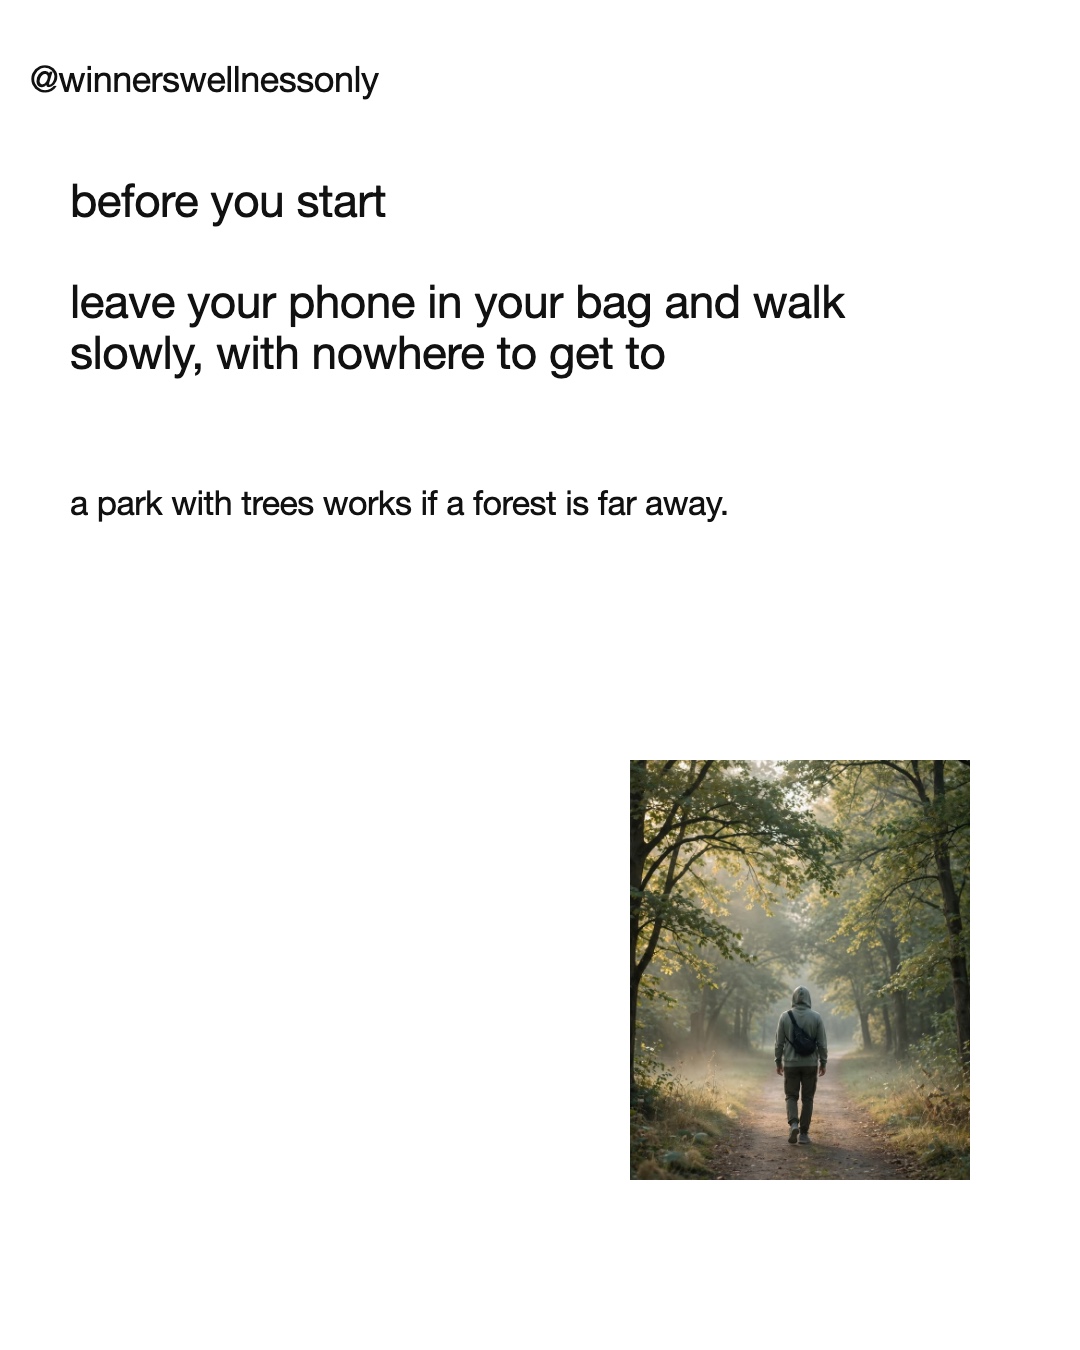 @winnerswellnessonly
before you start
leave your phone in your bag and walk
slowly, with nowhere to get to
a park with trees works if a forest is far away.